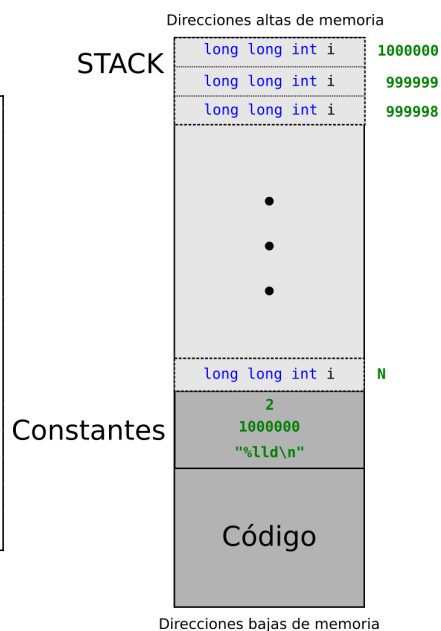 Direcciones altas de memoria
STACK
long long int i 1000000
long long int i 999999
long long int i 999998
long long int i N
Constantes
2
1000000
"%lld\n"
Código
Direcciones bajas de memoria